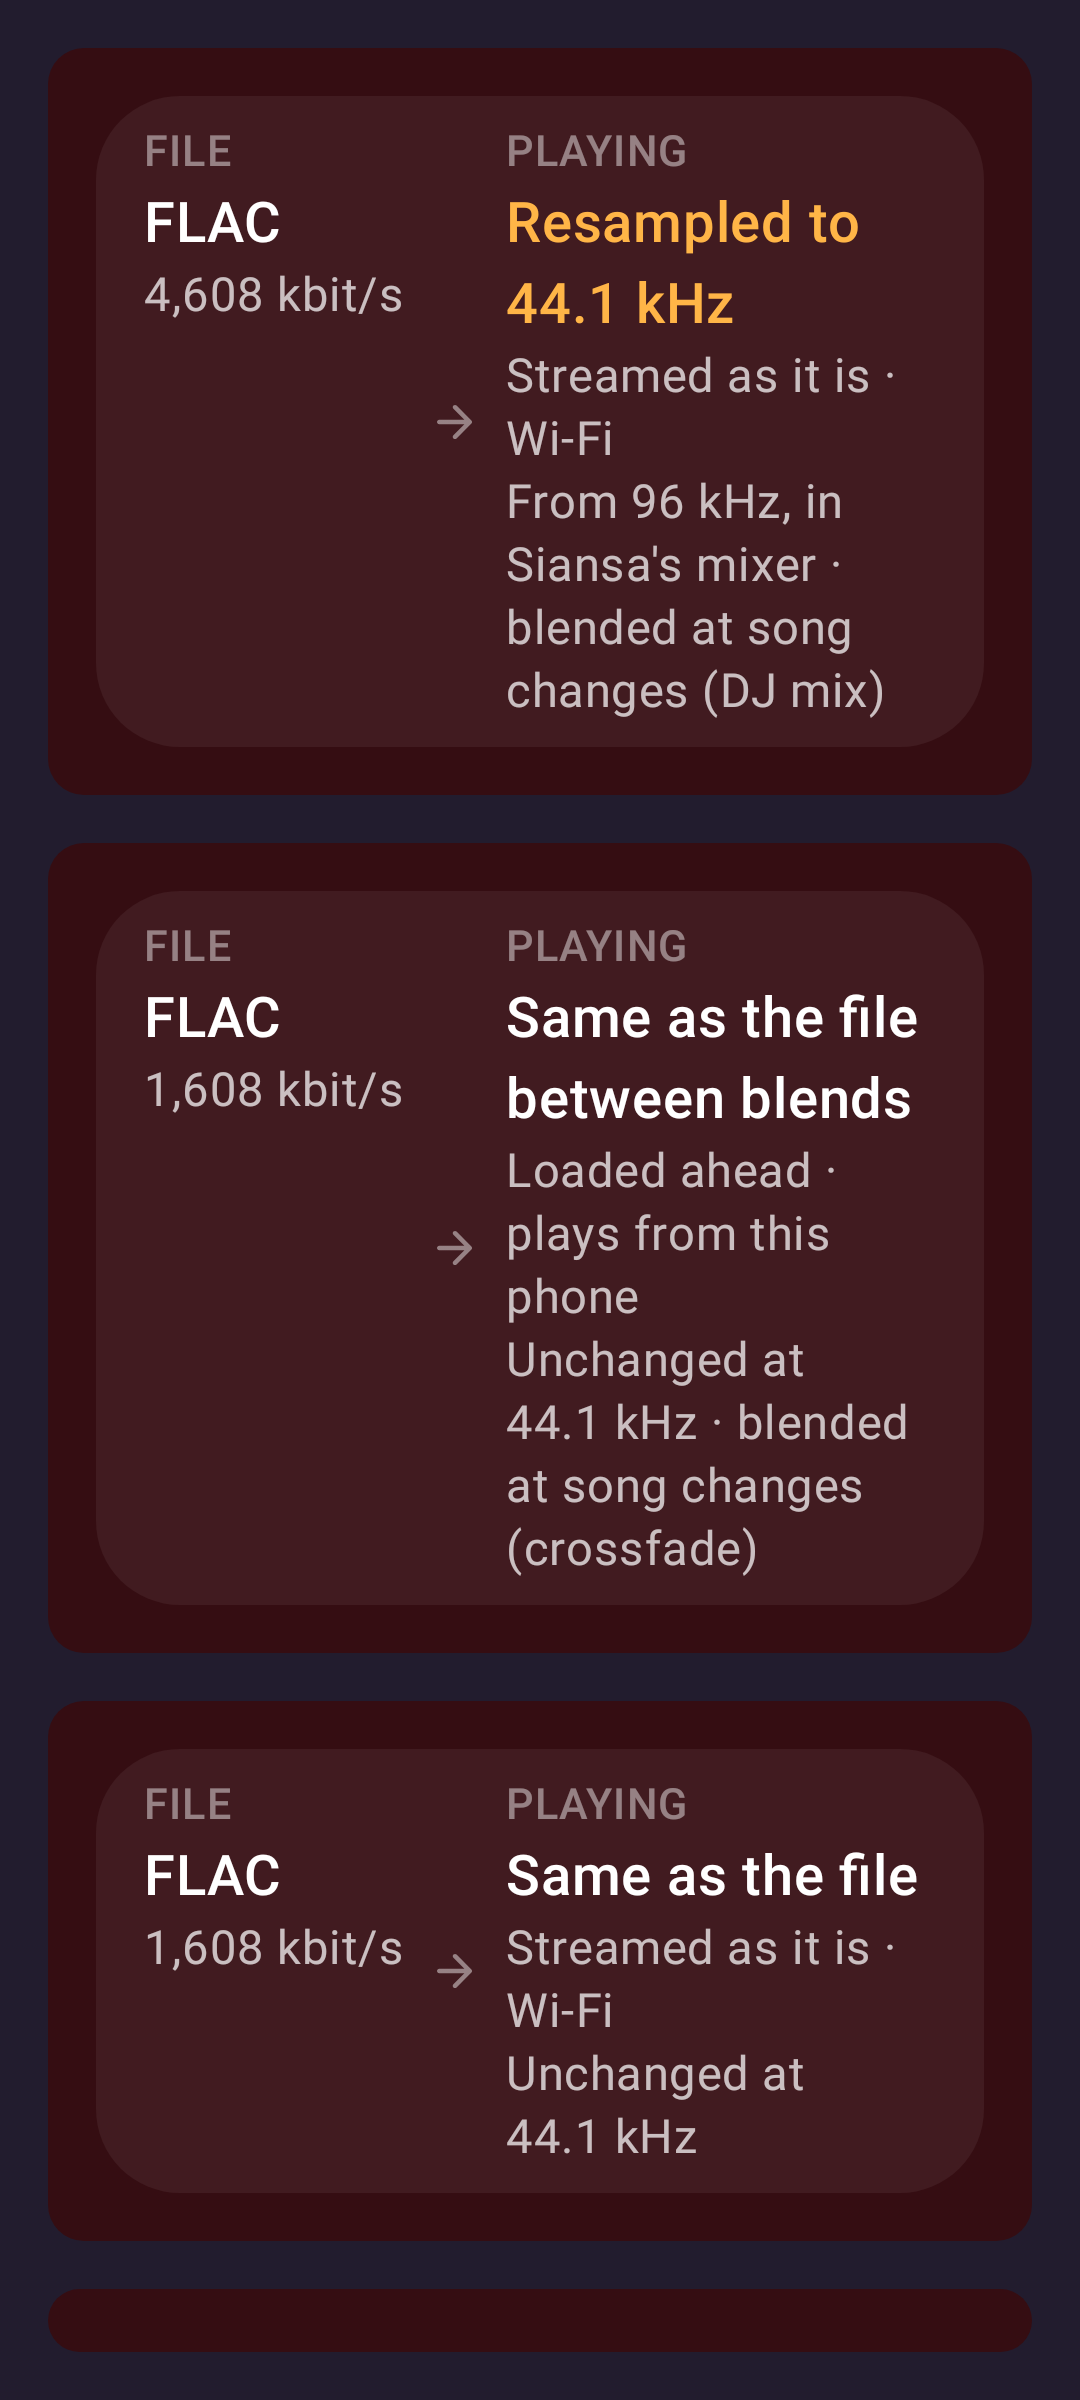 FILE
FLAC
4,608 kbit/s
PLAYING
Resampled to
44.1 kHz
Streamed as it is ·
Wi-Fi
From 96 kHz, in
Siansa's mixer ·
blended at song
changes (DJ mix)
FILE
FLAC
1,608 kbit/s
PLAYING
Same as the file
between blends
Loaded ahead ·
plays from this
phone
Unchanged at
44.1 kHz · blended
at song changes
(crossfade)
FILE
FLAC
1,608 kbit/s
PLAYING
Same as the file
Streamed as it is ·
Wi-Fi
Unchanged at
44.1 kHz